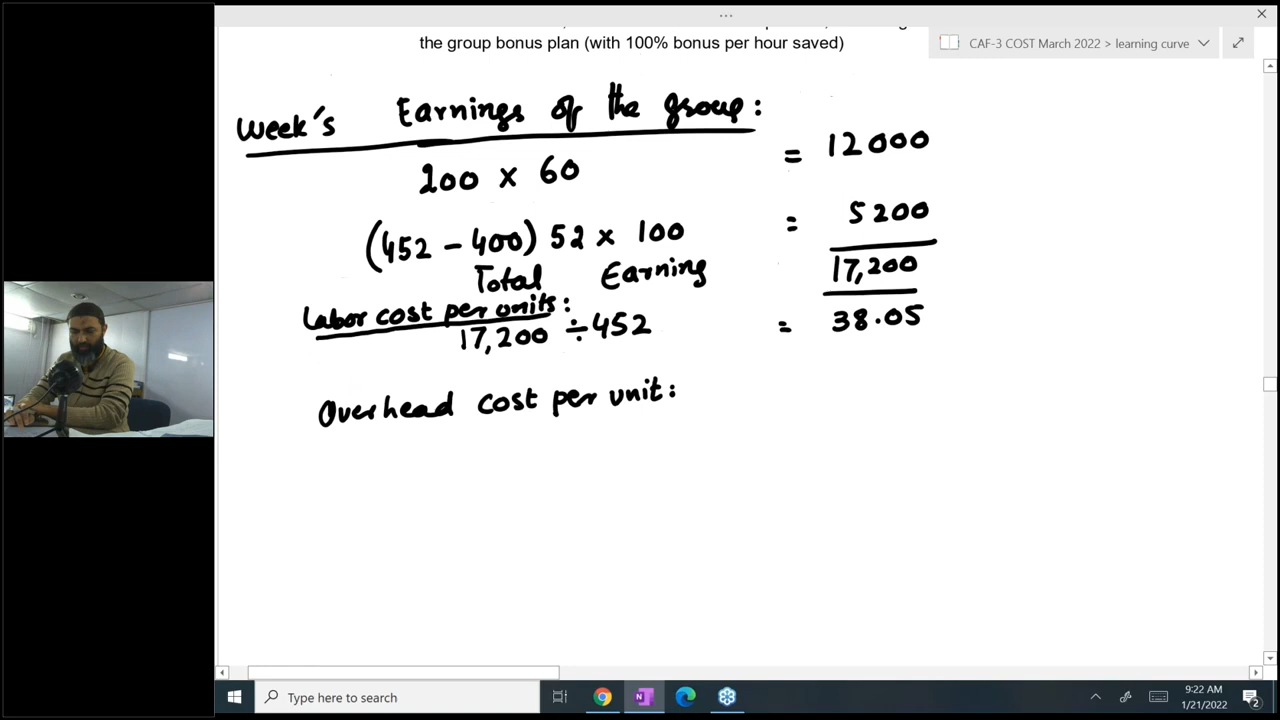 the group bonus plan (with 100% bonus per hour saved)
CAF-3 COST March 2022 > learning curve
Week's Earnings of the group:
200 x 60 = 12000
(452 - 400) 52 x 100 = 5200
Total Earning 17,200
Labor cost per units:
17,200 ÷ 452 = 38.05
Overhead cost per unit:
Type here to search
9:22 AM
1/21/2022
2